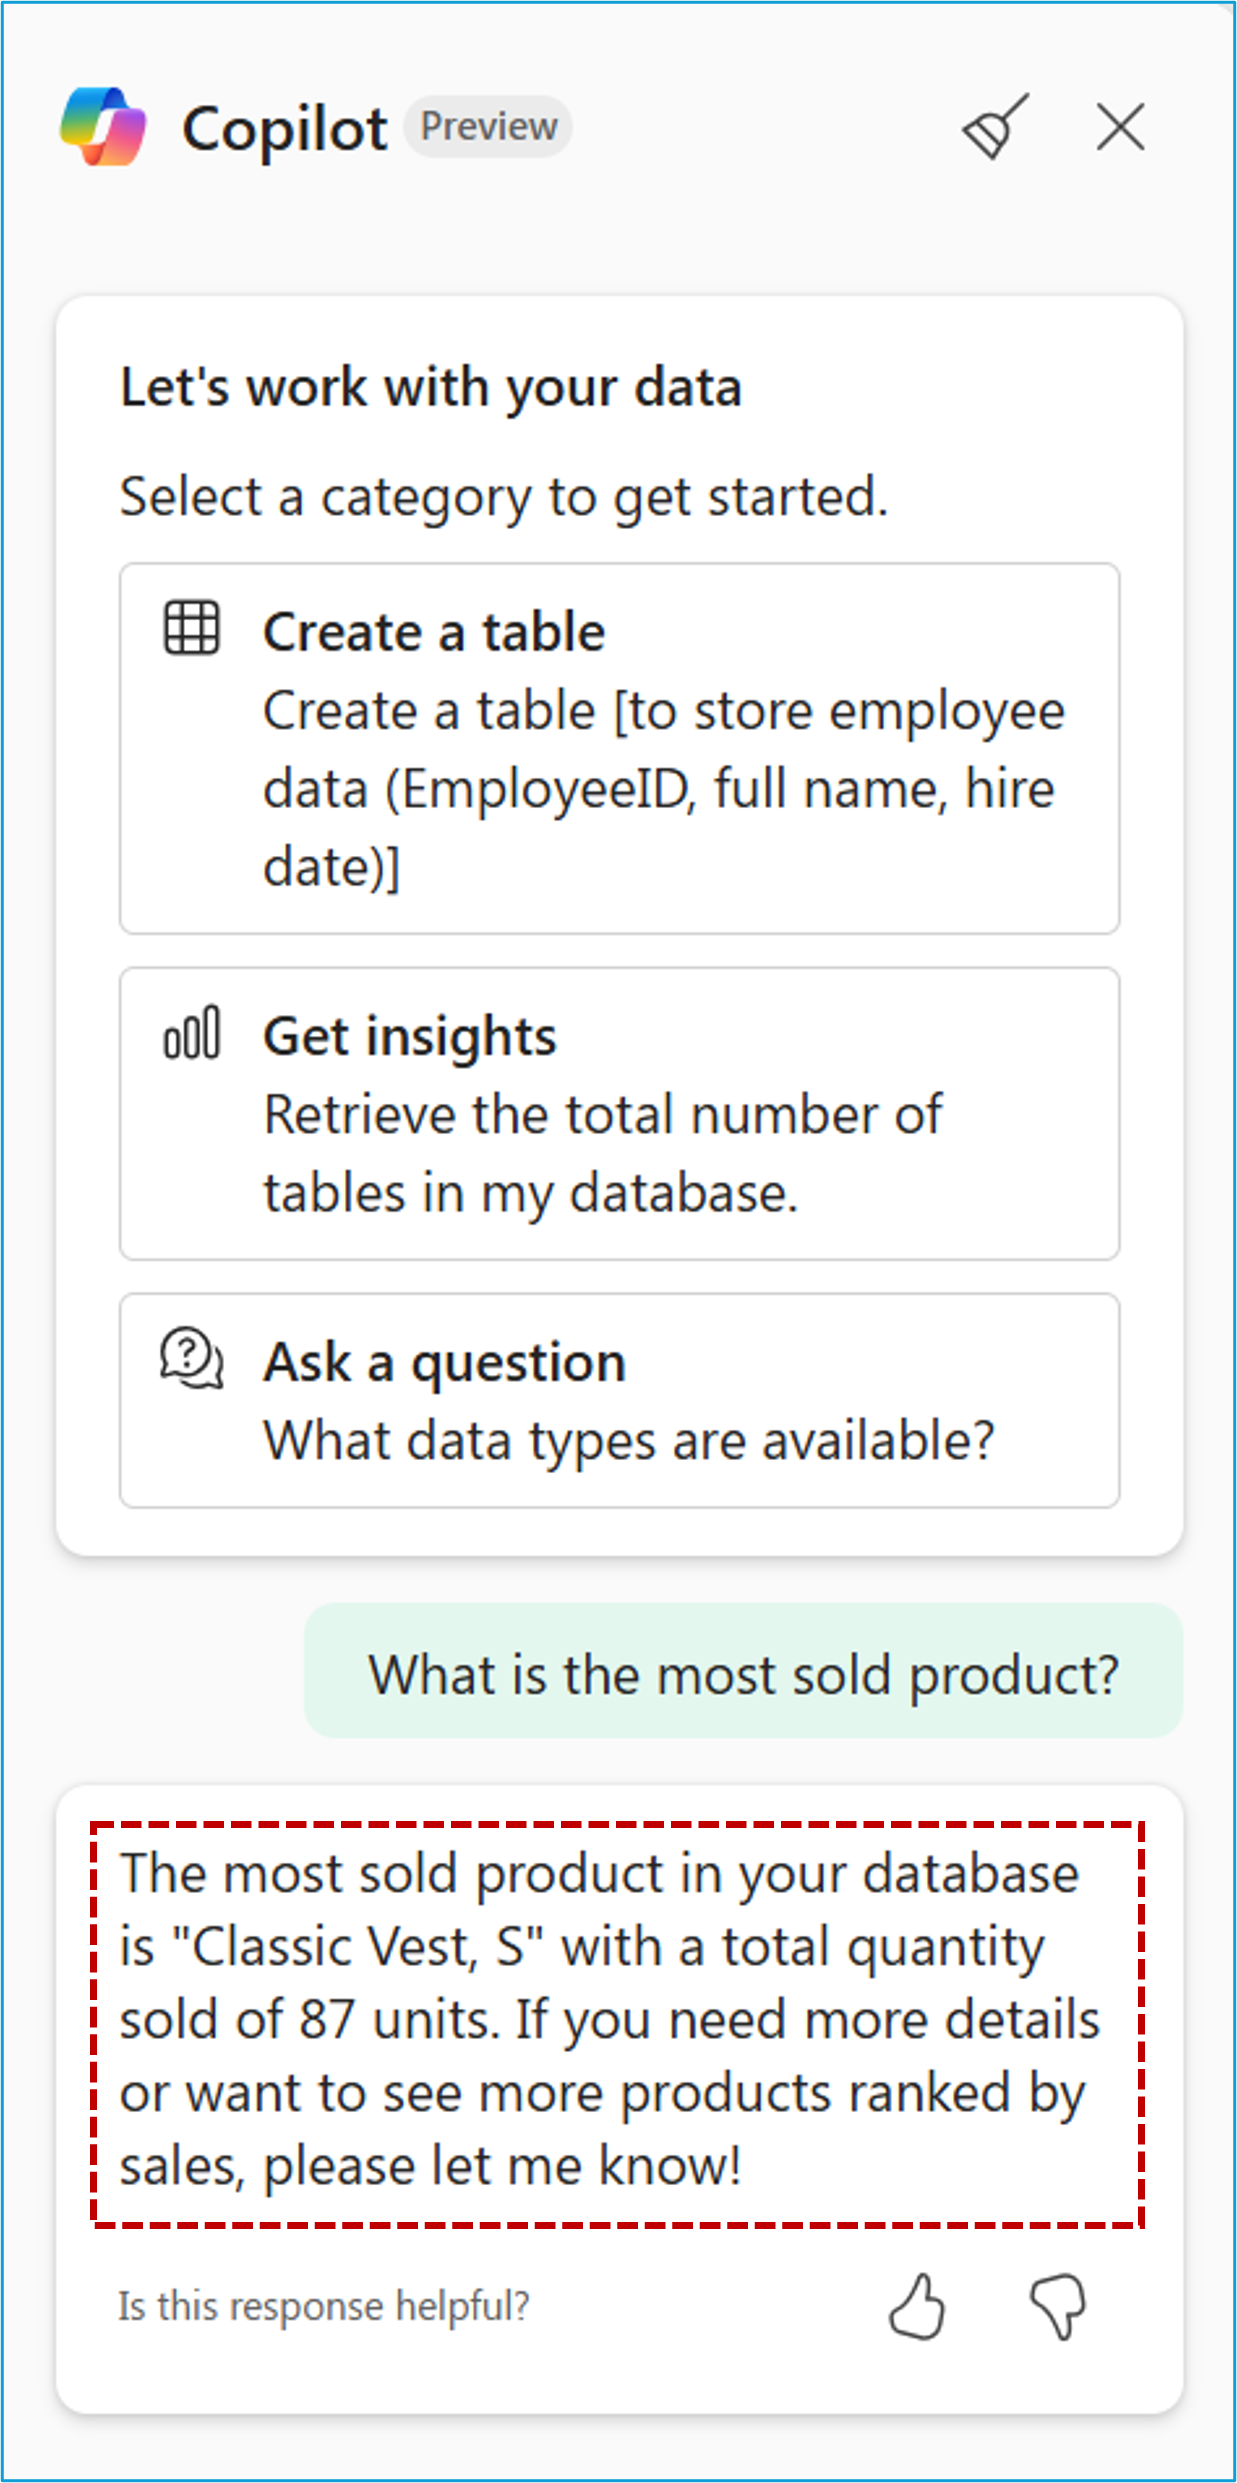 Copilot Preview
Let's work with your data
Select a category to get started.
Create a table
Create a table [to store employee
data (EmployeeID, full name, hire
date)]
Get insights
Retrieve the total number of
tables in my database.
Ask a question
What data types are available?
What is the most sold product?
The most sold product in your database
is "Classic Vest, S" with a total quantity
sold of 87 units. If you need more details
or want to see more products ranked by
sales, please let me know!
Is this response helpful?